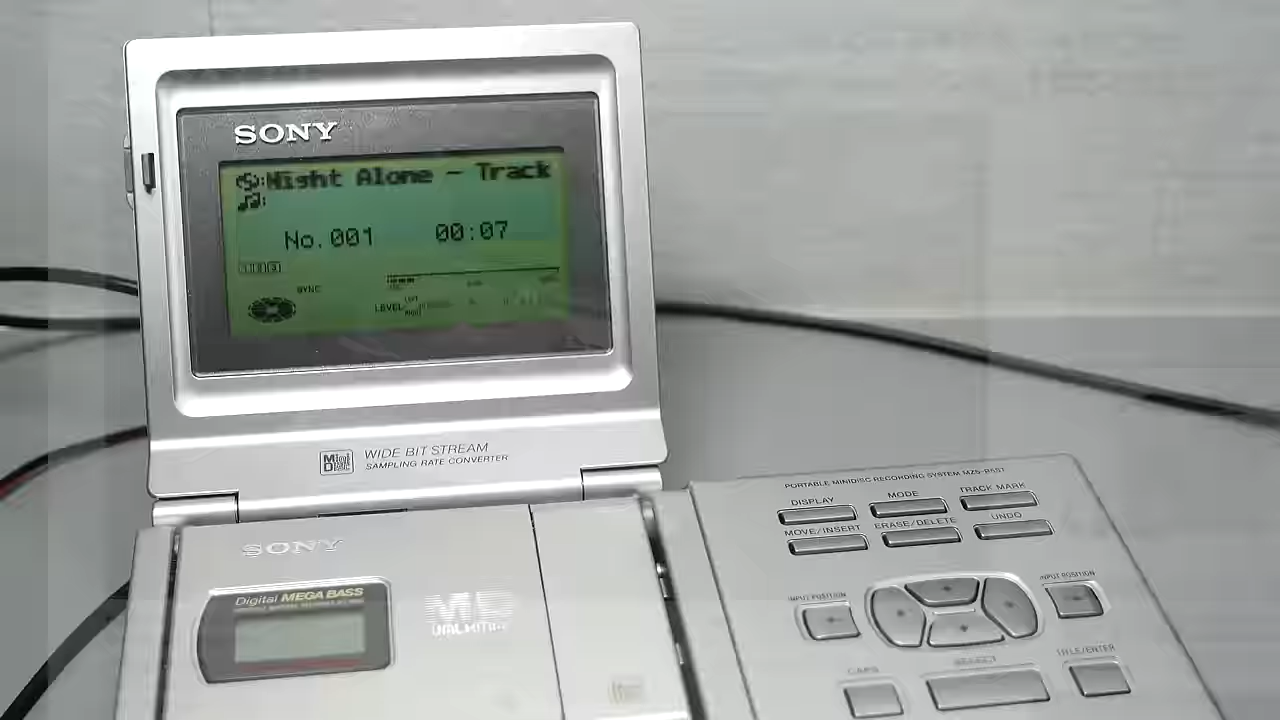 SONY
Night Alone - Track
No.001 00:07
SYNC
LEVEL
WIDE BIT STREAM
SAMPLING RATE CONVERTER
PORTABLE MINIDISC RECORDING SYSTEM MZS-R5ST
DISPLAY MODE TRACK MARK
MOVE/INSERT ERASE/DELETE UNDO
SONY
Digital MEGA BASS
INPUT POSITION INPUT POSITION
CAPS SELECT TITLE/ENTER